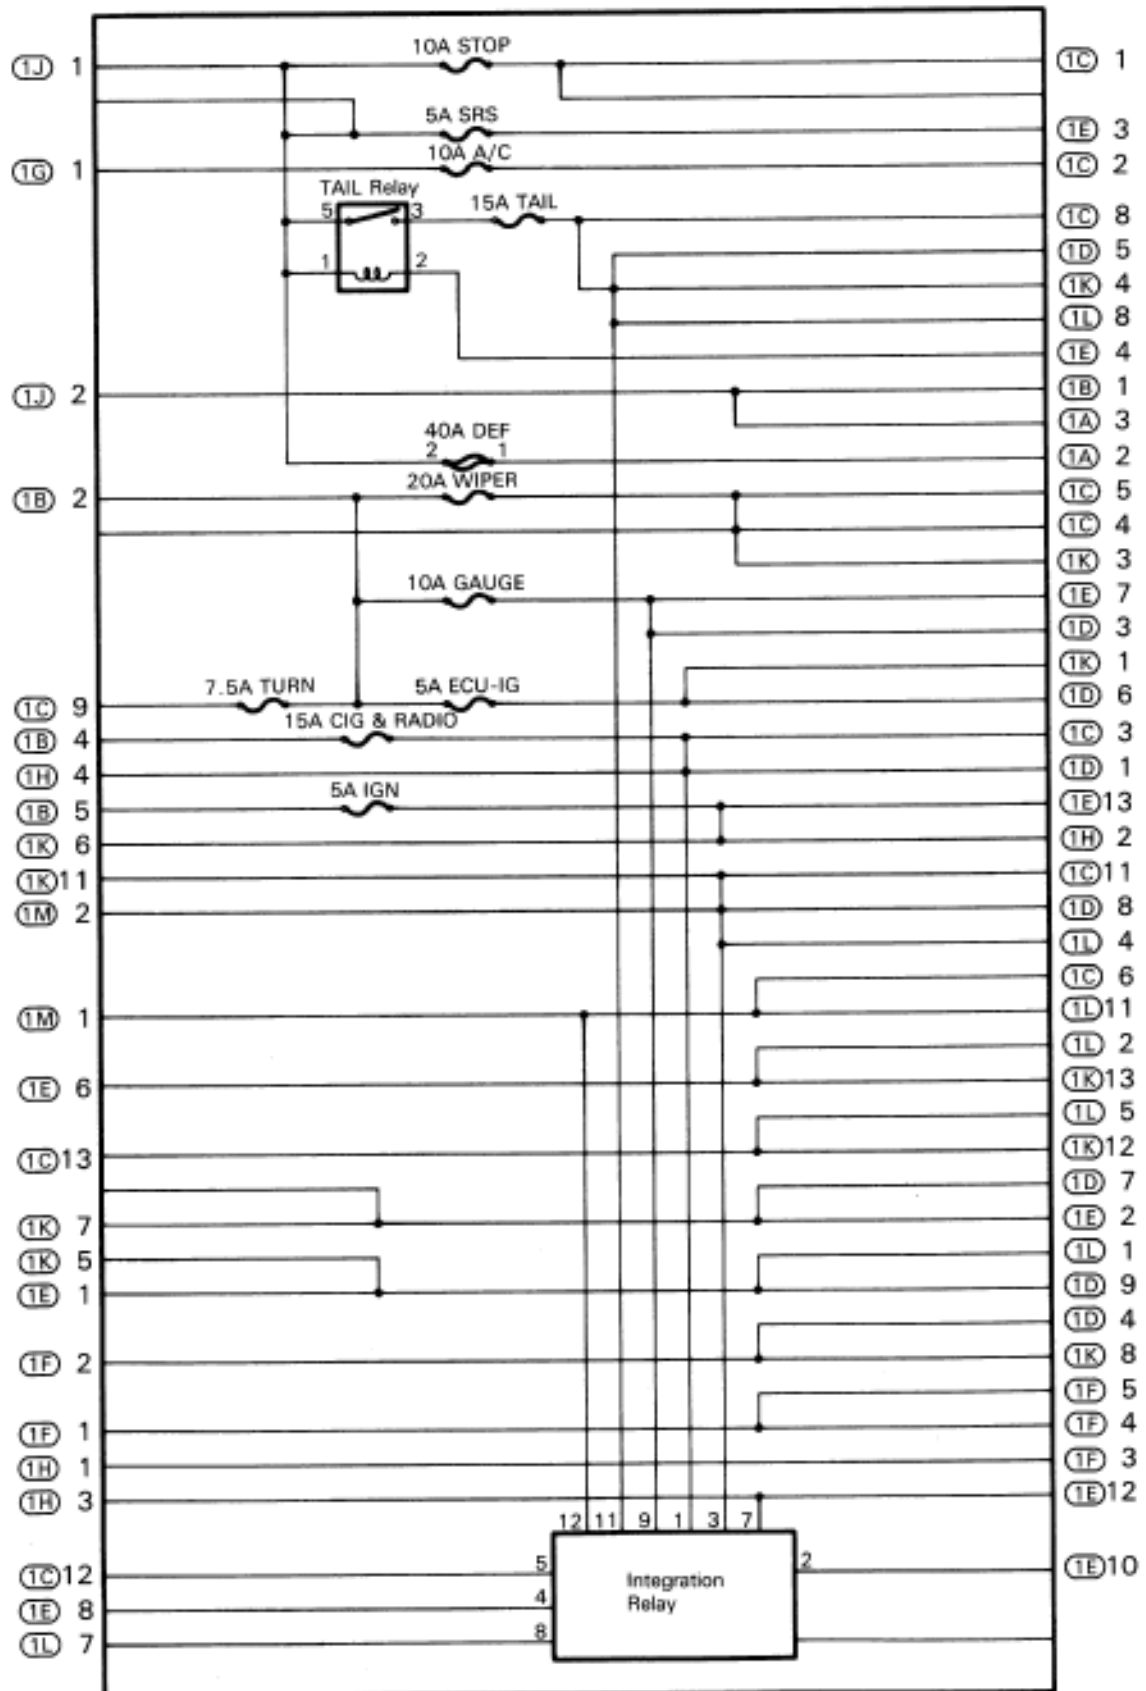 10A STOP
1J 1
1C 1
5A SRS
1E 3
10A A/C
1G 1
1C 2
TAIL Relay
5 3 15A TAIL
1C 8
1D 5
1 2
1K 4
1L 8
1E 4
1J 2
1B 1
1A 3
40A DEF
2 1
1A 2
20A WIPER
1B 2
1C 5
1C 4
1K 3
10A GAUGE
1E 7
1D 3
1K 1
7.5A TURN 5A ECU-IG
1C 9
1D 6
15A CIG & RADIO
1B 4
1C 3
1H 4
1D 1
5A IGN
1B 5
1E 13
1K 6
1H 2
1K 11
1C 11
1M 2
1D 8
1L 4
1C 6
1M 1
1L 11
1L 2
1E 6
1K 13
1L 5
1C 13
1K 12
1D 7
1K 7
1E 2
1K 5
1L 1
1E 1
1D 9
1D 4
1F 2
1K 8
1F 5
1F 1
1F 4
1H 1
1F 3
1H 3
1E 12
12 11 9 1 3 7
1C 12
5
2
1E 10
Integration
Relay
1E 8
4
1L 7
8